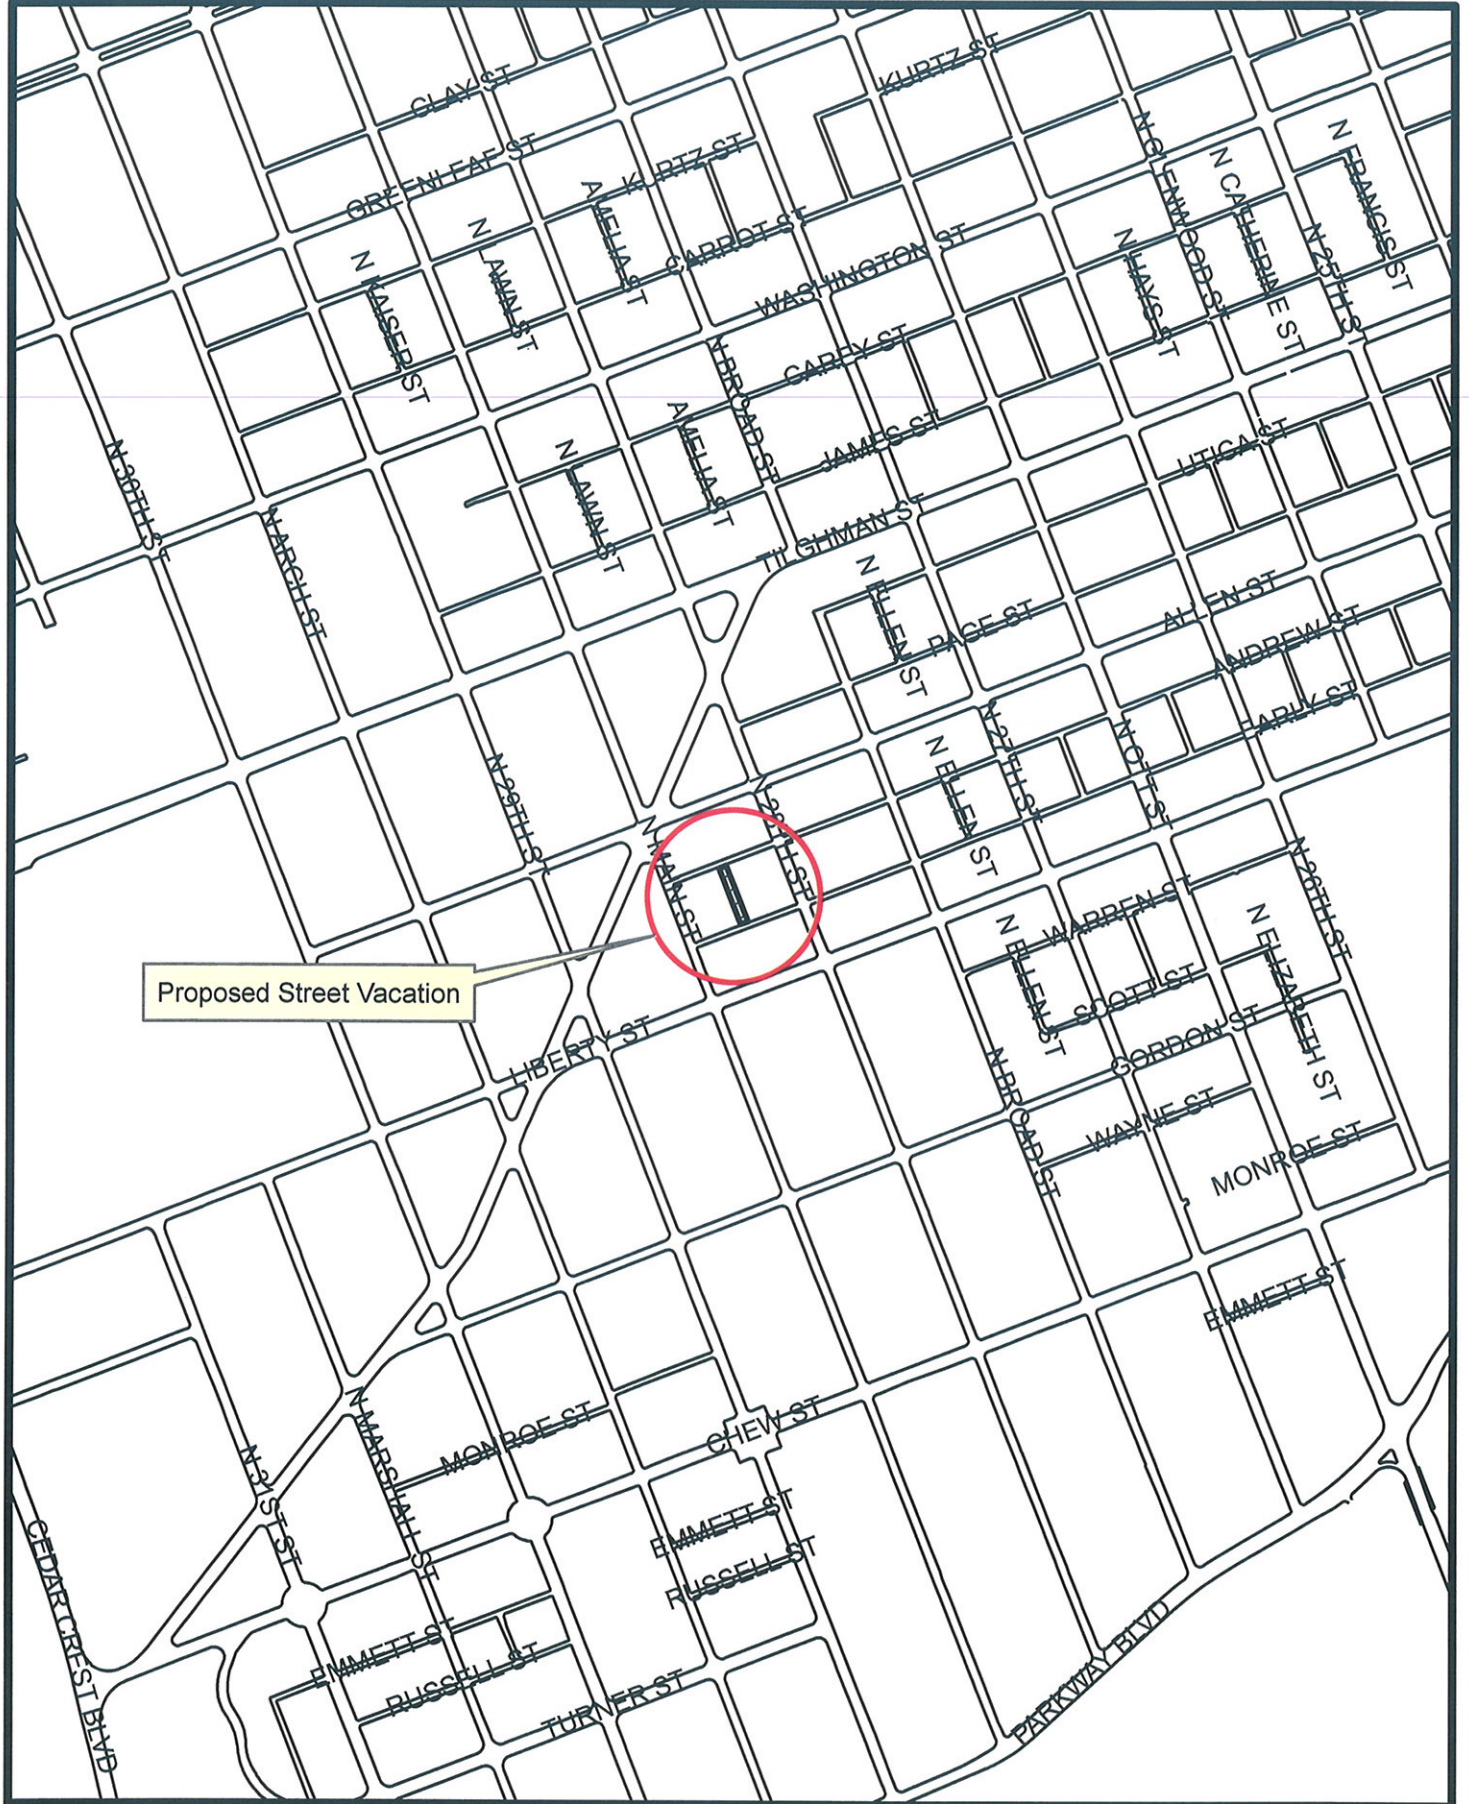 KURTZ ST
CLAY ST
GREENLEAF ST
KURTZ ST
N GLENWOOD ST
N FRANCIS ST
N CATHERINE ST
AMELIA ST
CARROT ST
N LAWN ST
N 25TH ST
WASHINGTON ST
N HAYS ST
N KAISER ST
CAREY ST
N BROAD ST
AMELIA ST
JAMES ST
UTICA ST
N 30TH ST
N LAWN ST
N ARCH ST
TILGHMAN ST
N ELLEN ST
PAGE ST
ALLEN ST
ANDREW ST
EARLY ST
N 27TH ST
N OTT ST
N ELLEN ST
N 29TH ST
N 28TH ST
N MAIN ST
N 26TH ST
WARREN ST
N ELLEN ST
N ELIZABETH ST
Proposed Street Vacation
SCOTT ST
GORDON ST
LIBERTY ST
N BROAD ST
WAYNE ST
MONROE ST
EMMETT ST
N MARSHALL ST
MONROE ST
CHEW ST
N 31ST ST
EMMETT ST
RUSSELL ST
CEDAR CREST BLVD
EMMETT ST
RUSSELL ST
TURNER ST
PARKWAY BLVD